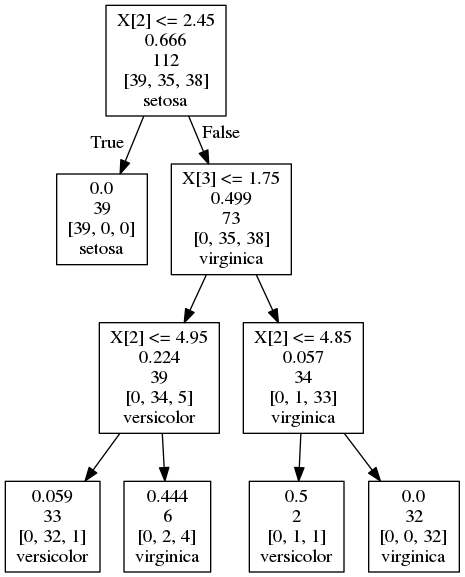 X[2] <= 2.45
0.666
112
[39, 35, 38]
setosa
True
False
0.0
39
[39, 0, 0]
setosa
X[3] <= 1.75
0.499
73
[0, 35, 38]
virginica
X[2] <= 4.95
0.224
39
[0, 34, 5]
versicolor
X[2] <= 4.85
0.057
34
[0, 1, 33]
virginica
0.059
33
[0, 32, 1]
versicolor
0.444
6
[0, 2, 4]
virginica
0.5
2
[0, 1, 1]
versicolor
0.0
32
[0, 0, 32]
virginica